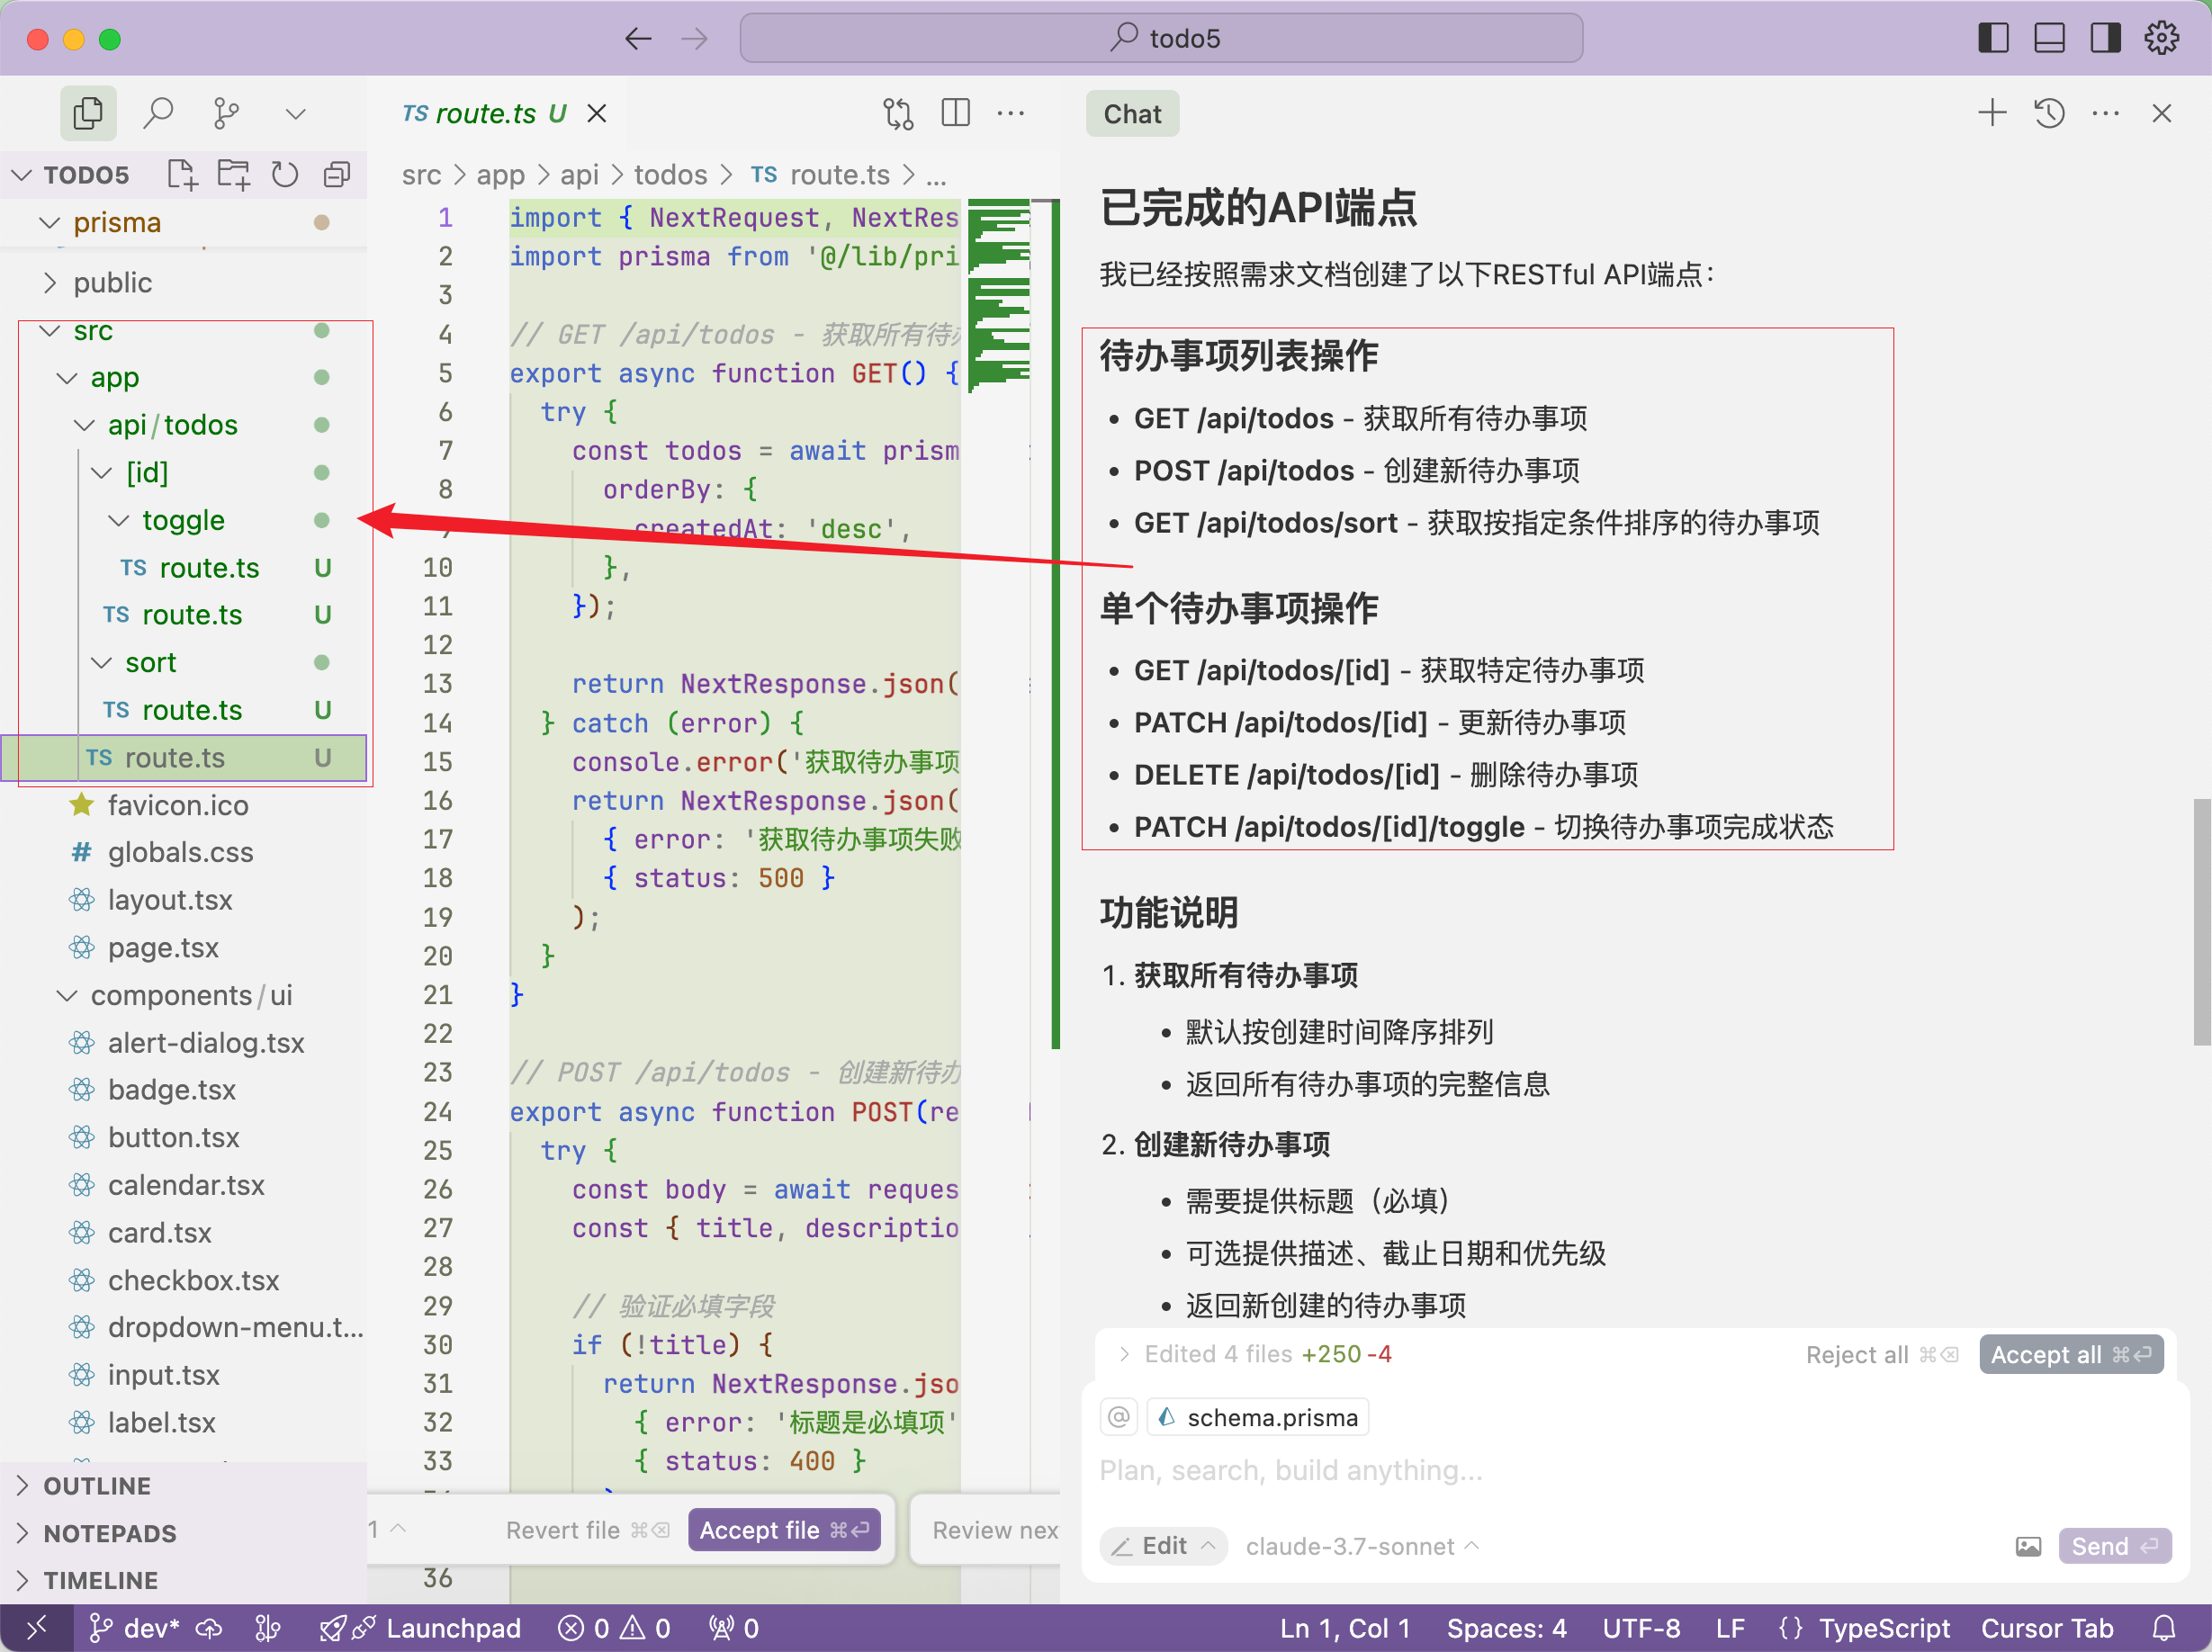 todo5
TS route.ts U
Chat
TODO5
src > app > api > todos > TS route.ts > ...
prisma
public
src
app
api/todos
[id]
toggle
TS route.ts U
TS route.ts U
sort
TS route.ts U
TS route.ts U
favicon.ico
# globals.css
layout.tsx
page.tsx
components/ui
alert-dialog.tsx
badge.tsx
button.tsx
calendar.tsx
card.tsx
checkbox.tsx
dropdown-menu.t...
input.tsx
label.tsx
OUTLINE
NOTEPADS
TIMELINE
1 import { NextRequest, NextRes
2 import prisma from '@/lib/pri
3
4 // GET /api/todos - 获取所有待办
5 export async function GET() {
6 try {
7 const todos = await prism
8 orderBy: {
9 createdAt: 'desc',
10 },
11 });
12
13 return NextResponse.json(
14 } catch (error) {
15 console.error('获取待办事项
16 return NextResponse.json(
17 { error: '获取待办事项失败
18 { status: 500 }
19 );
20 }
21 }
22
23 // POST /api/todos - 创建新待办
24 export async function POST(re
25 try {
26 const body = await reques
27 const { title, descriptio
28
29 // 验证必填字段
30 if (!title) {
31 return NextResponse.jso
32 { error: '标题是必填项'
33 { status: 400 }
36
1 Revert file ⌘⌫ Accept file ⌘⏎ Review nex
已完成的API端点
我已经按照需求文档创建了以下RESTful API端点：
待办事项列表操作
• GET /api/todos - 获取所有待办事项
• POST /api/todos - 创建新待办事项
• GET /api/todos/sort - 获取按指定条件排序的待办事项
单个待办事项操作
• GET /api/todos/[id] - 获取特定待办事项
• PATCH /api/todos/[id] - 更新待办事项
• DELETE /api/todos/[id] - 删除待办事项
• PATCH /api/todos/[id]/toggle - 切换待办事项完成状态
功能说明
1. 获取所有待办事项
• 默认按创建时间降序排列
• 返回所有待办事项的完整信息
2. 创建新待办事项
• 需要提供标题（必填）
• 可选提供描述、截止日期和优先级
• 返回新创建的待办事项
Edited 4 files +250 -4 Reject all ⌘⌫ Accept all ⌘⏎
@ schema.prisma
Plan, search, build anything...
Edit claude-3.7-sonnet Send ⏎
dev* Launchpad 0 0 0 Ln 1, Col 1 Spaces: 4 UTF-8 LF {} TypeScript Cursor Tab